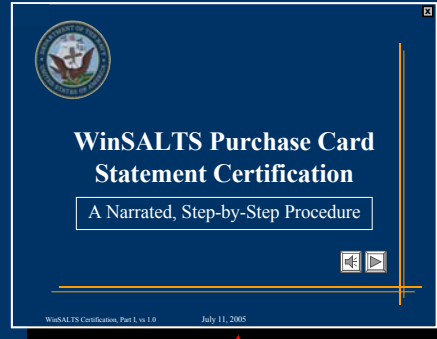 WinSALTS Purchase Card
Statement Certification
A Narrated, Step-by-Step Procedure
WinSALTS Certification, Part I, vs 1.0 July 11, 2005